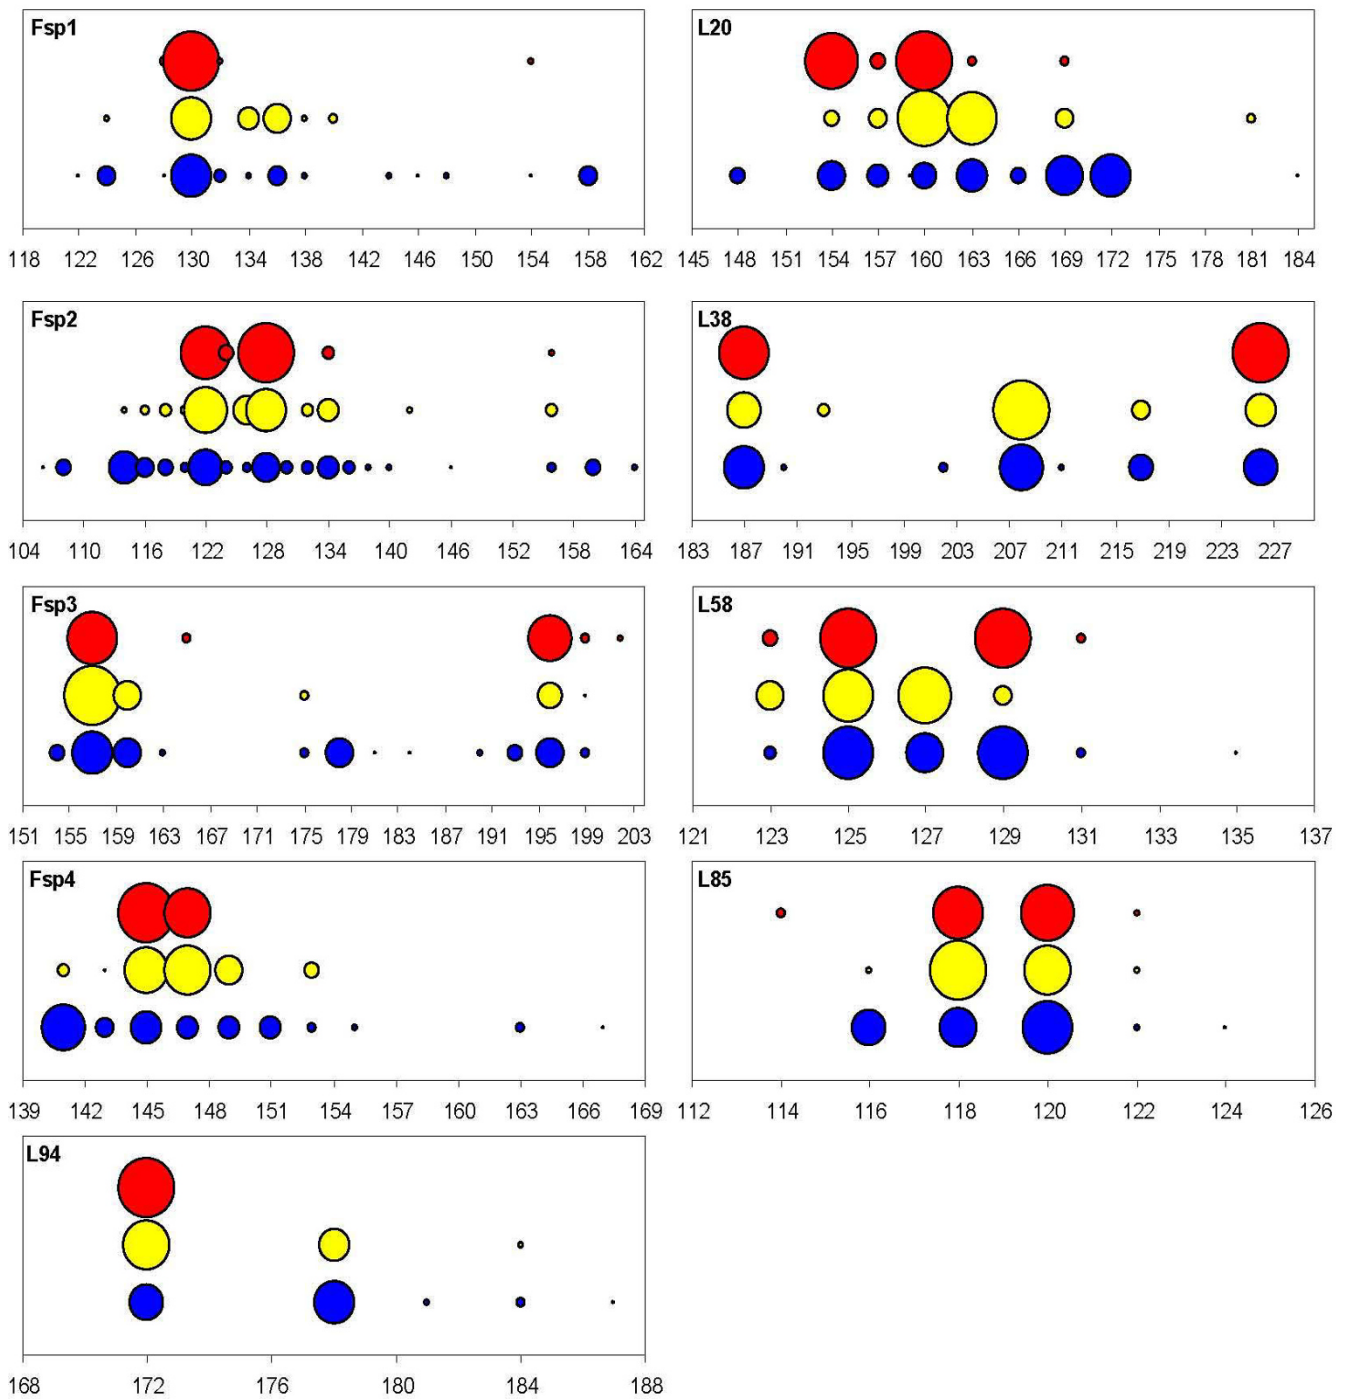 Fsp1
118 122 126 130 134 138 142 146 150 154 158 162
L20
145 148 151 154 157 160 163 166 169 172 175 178 181 184
Fsp2
104 110 116 122 128 134 140 146 152 158 164
L38
183 187 191 195 199 203 207 211 215 219 223 227
Fsp3
151 155 159 163 167 171 175 179 183 187 191 195 199 203
L58
121 123 125 127 129 131 133 135 137
Fsp4
139 142 145 148 151 154 157 160 163 166 169
L85
112 114 116 118 120 122 124 126
L94
168 172 176 180 184 188